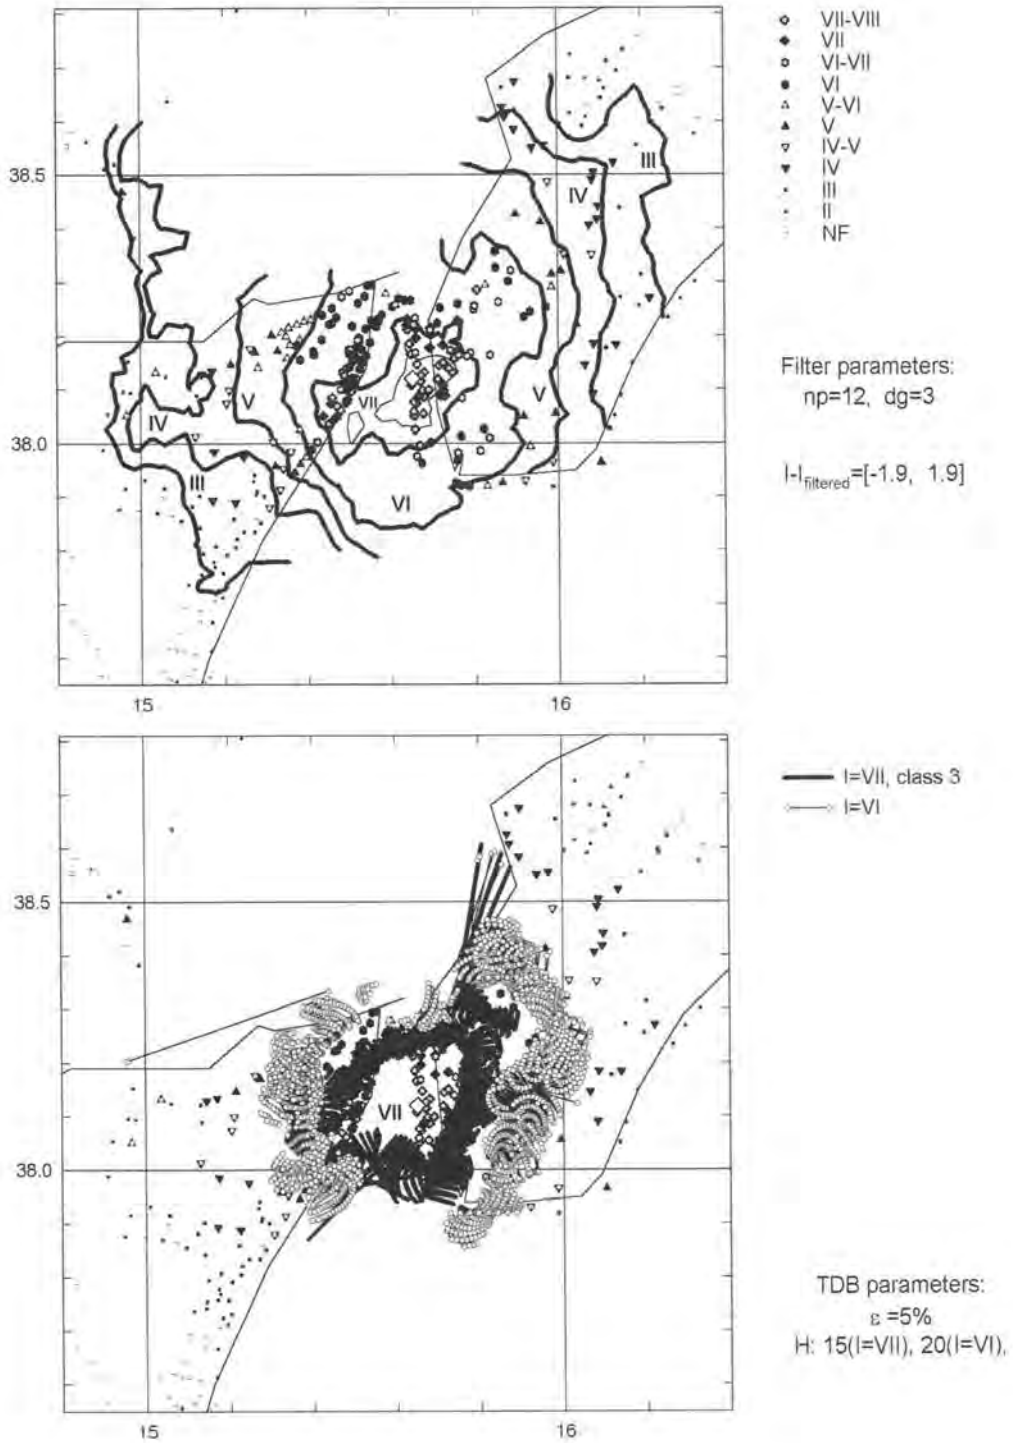 VII-VIII
VII
VI-VII
VI
V-VI
V
IV-V
IV
III
II
NF
38.5
38.0
15
16
III
IV
V
VII
V
IV
III
VI
Filter parameters:
np=12, dg=3
I-Ifiltered=[-1.9, 1.9]
I=VII, class 3
I=VI
38.5
38.0
15
16
VII
TDB parameters:
ε =5%
H: 15(I=VII), 20(I=VI),